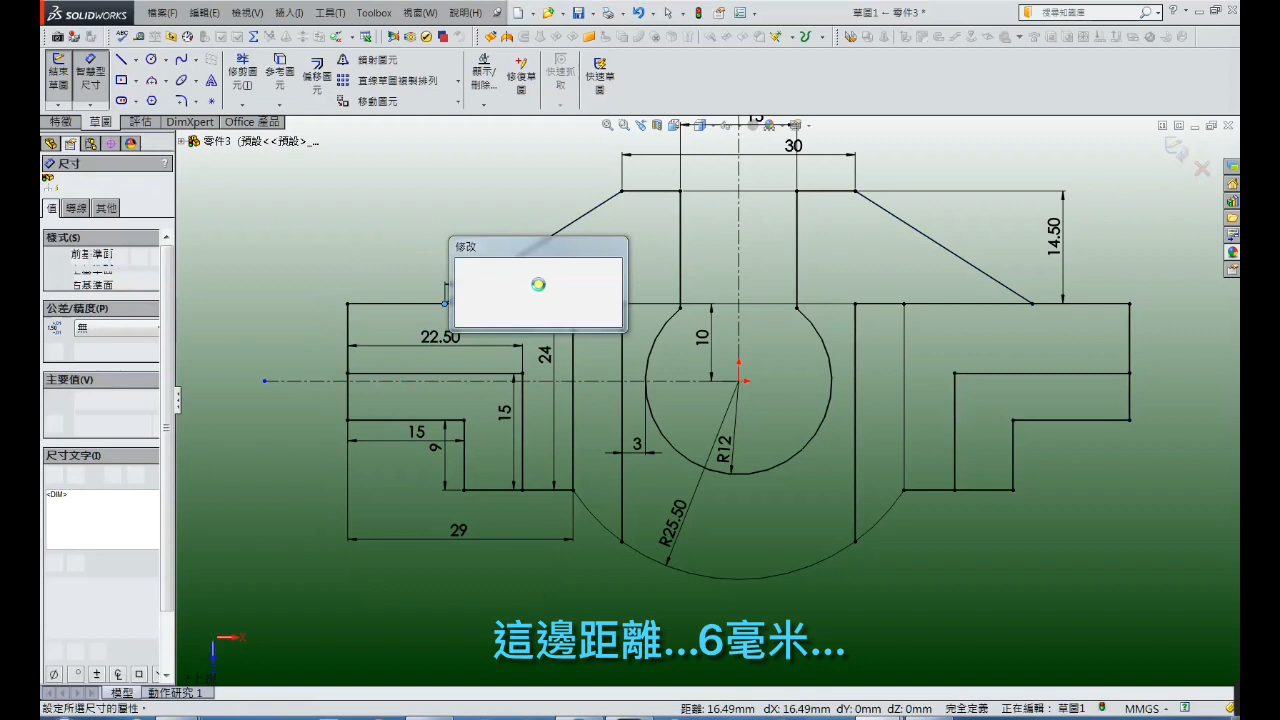 SOLIDWORKS
檔案(F)
編輯(E)
檢視(V)
插入(I)
工具(T)
Toolbox
視窗(W)
說明(H)
草圖1 ← 零件3 *
搜尋知識庫
結束草圖
智慧型尺寸
修剪圖元(I)
參考圖元
偏移圖元
鏡射圖元
直線草圖複製排列
移動圖元
顯示/刪除...
修復草圖
快速抓取
快速草圖
特徵
草圖
評估
DimXpert
Office 產品
零件3 (預設<<預設>_...
尺寸
值
導線
其他
樣式(S)
前基準面
右基準面
公差/精度(P)
無
主要值(V)
尺寸文字(I)
<DIM>
修改
15
30
14.50
22.50
24
10
15
15
9
3
R12
R25.50
29
X
這邊距離...6毫米...
模型
動作研究 1
設定所選尺寸的屬性。
距離: 16.49mm
dX: 16.49mm
dY: 0mm
dZ: 0mm
完全定義
正在編輯: 草圖1
MMGS